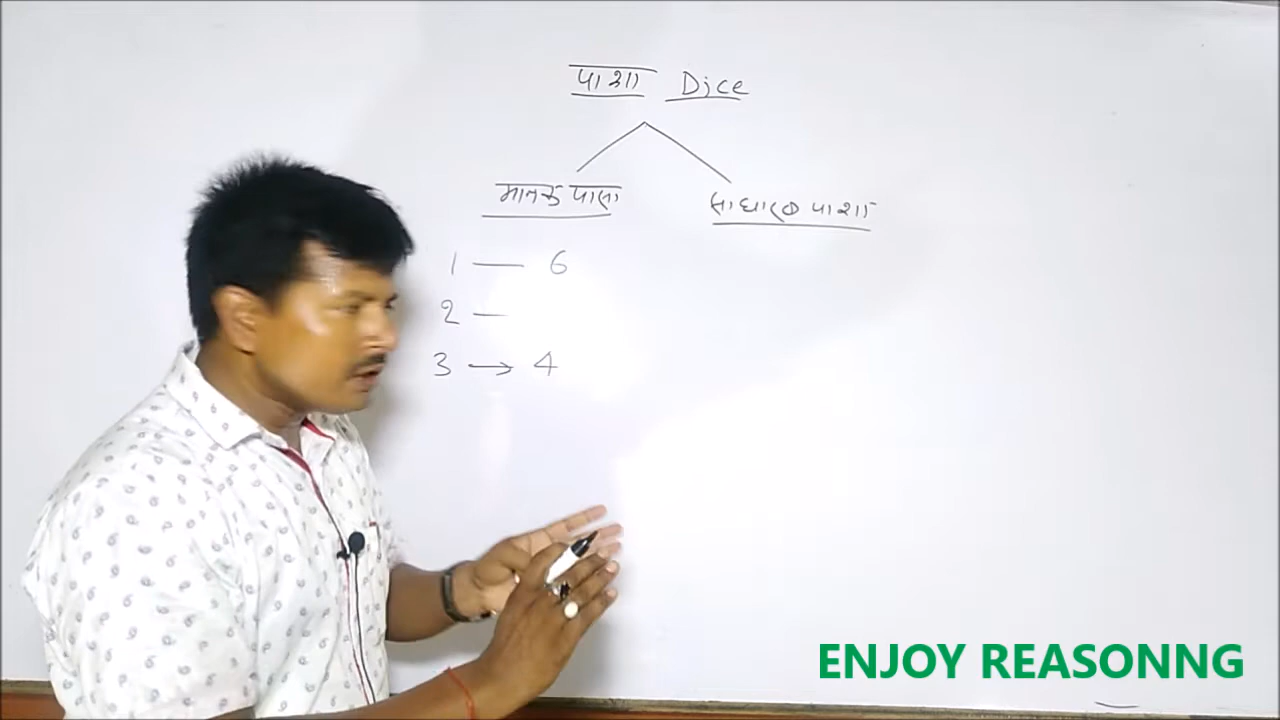 पाशा Dice
मानक पासा साधारण पाशा
1 — 6
2 —
3 → 4
ENJOY REASONNG